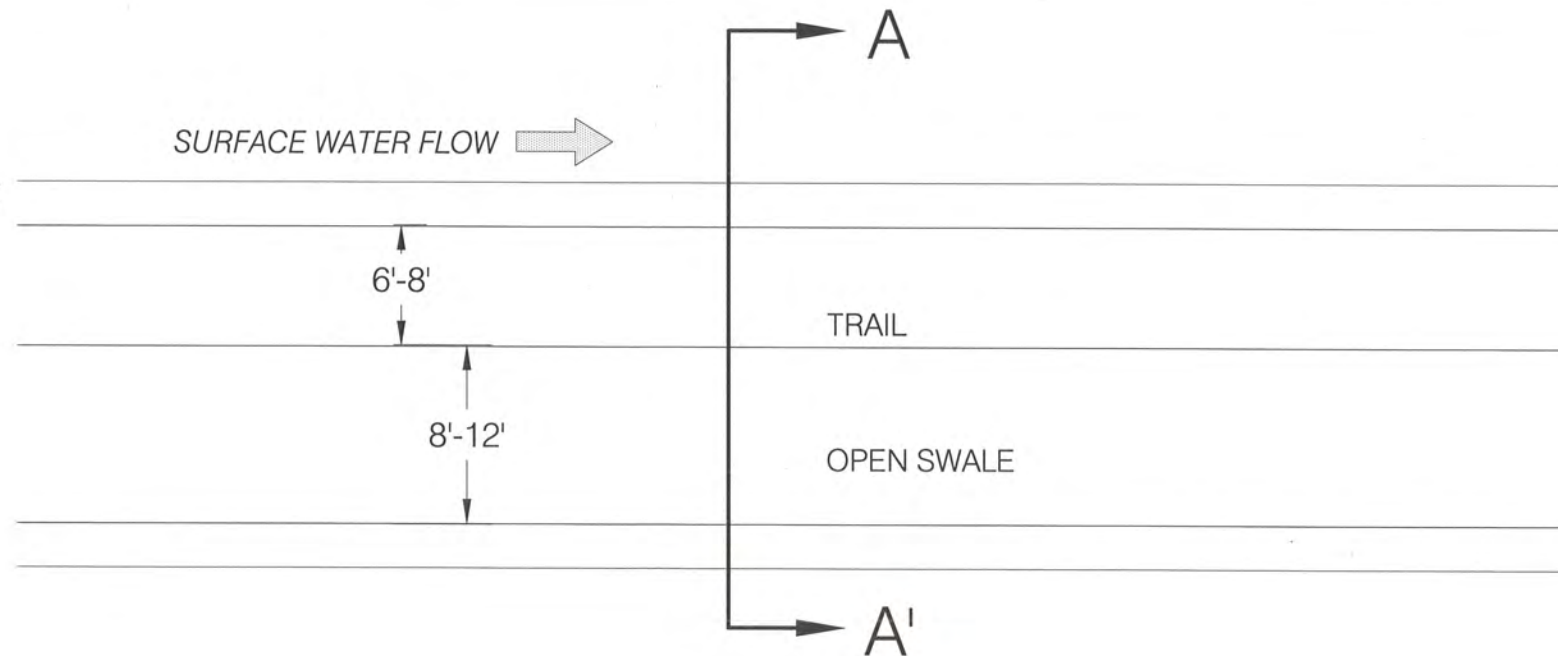 A
SURFACE WATER FLOW
6'-8'
TRAIL
8'-12'
OPEN SWALE
A'